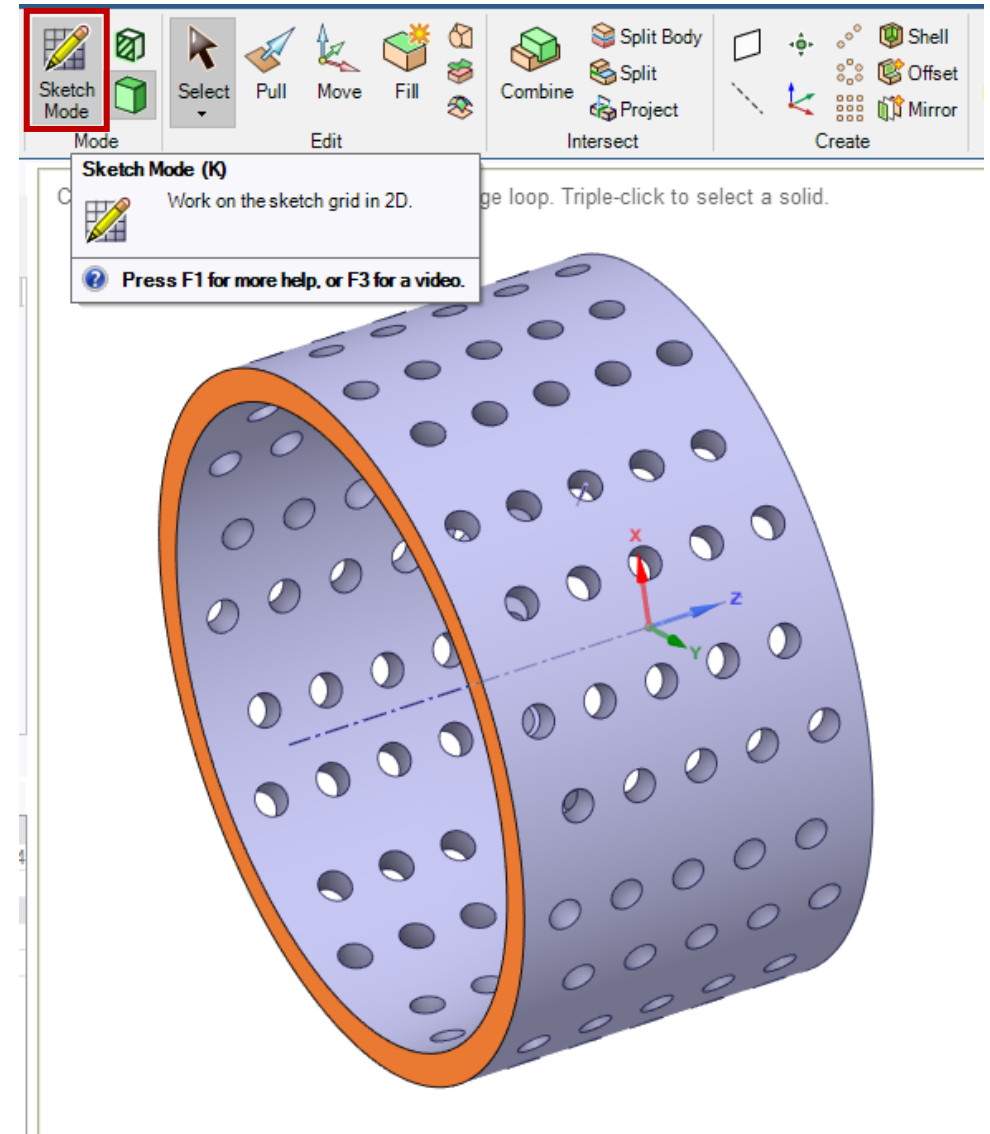 Sketch
Mode
Select
Pull
Move
Fill
Combine
Split Body
Split
Project
Shell
Offset
Mirror
Mode
Edit
Intersect
Create
Sketch Mode (K)
Work on the sketch grid in 2D.
Press F1 for more help, or F3 for a video.
C
ge loop. Triple-click to select a solid.
X
Z
Y
4